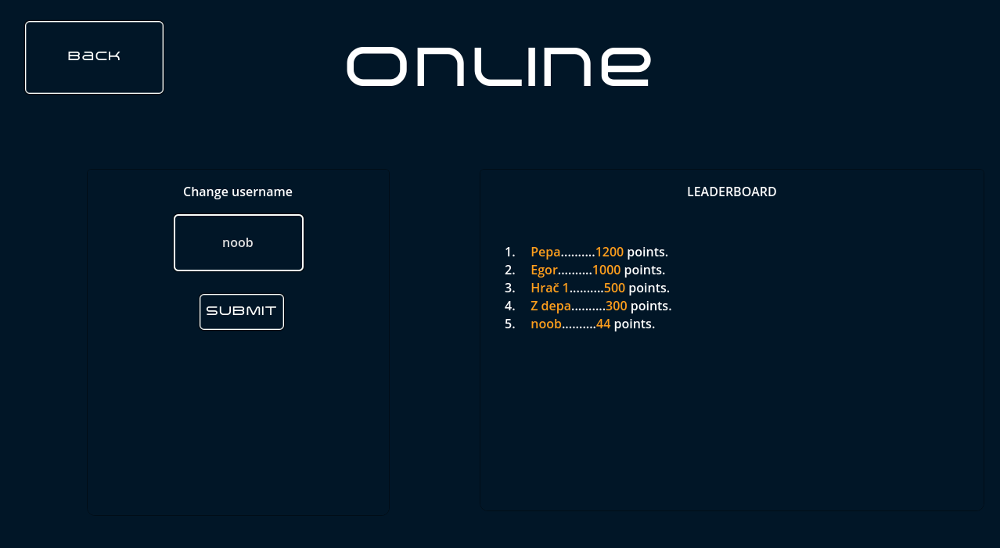 Back
Online
Change username
noob
SUBMIT
LEADERBOARD
1. Pepa..........1200 points.
2. Egor..........1000 points.
3. Hrač 1..........500 points.
4. Z depa..........300 points.
5. noob..........44 points.